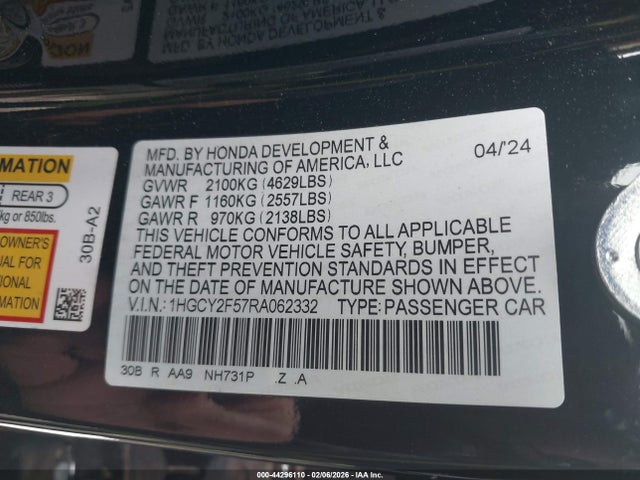 MFD. BY HONDA DEVELOPMENT &
MANUFACTURING OF AMERICA, LLC 04/'24
GVWR 2100KG (4629LBS)
GAWR F 1160KG (2557LBS)
GAWR R 970KG (2138LBS)
THIS VEHICLE CONFORMS TO ALL APPLICABLE
FEDERAL MOTOR VEHICLE SAFETY, BUMPER,
AND THEFT PREVENTION STANDARDS IN EFFECT
ON THE DATE OF MANUFACTURE SHOWN ABOVE.
V.I.N.: 1HGCY2F57RA062332 TYPE: PASSENGER CAR
30B R AA9 NH731P .Z .A
MATION
REAR 3
kg or 850lbs.
OWNER'S
UAL FOR
TIONAL
RMATION
30B-A2
000-44296110 - 02/06/2026 - IAA Inc.